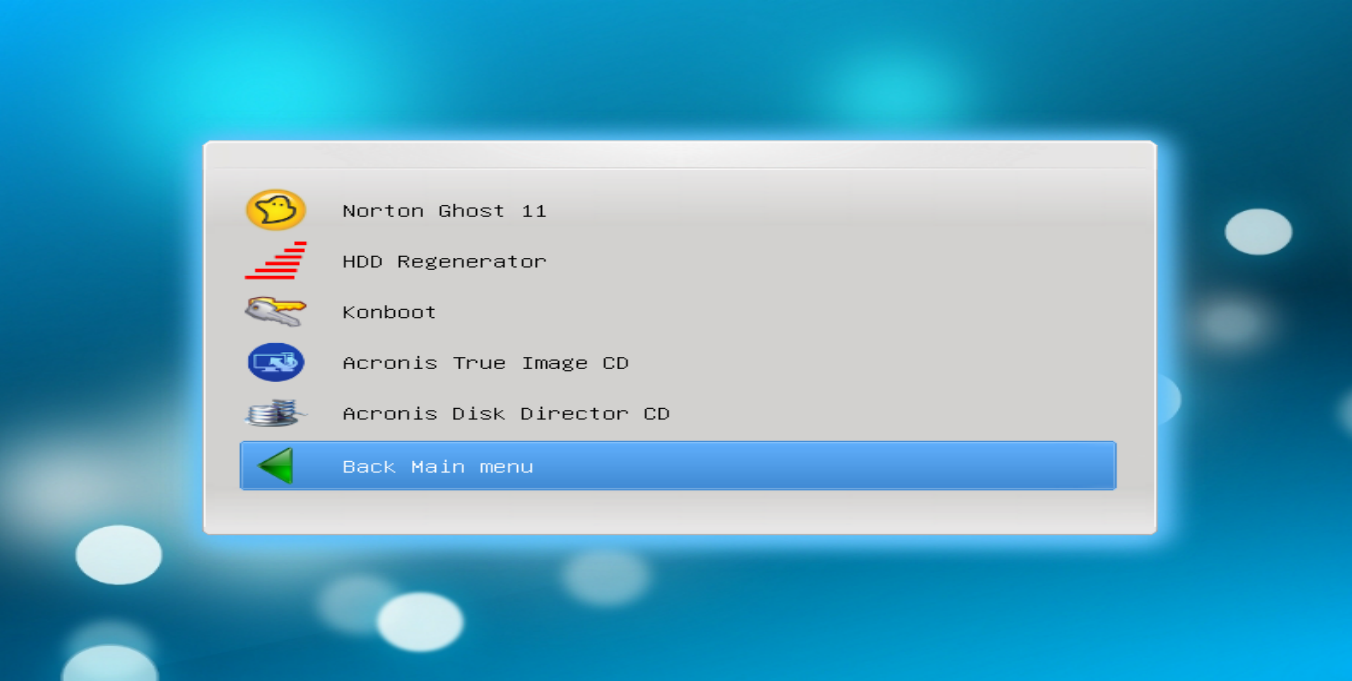 Norton Ghost 11
HDD Regenerator
Konboot
Acronis True Image CD
Acronis Disk Director CD
Back Main menu